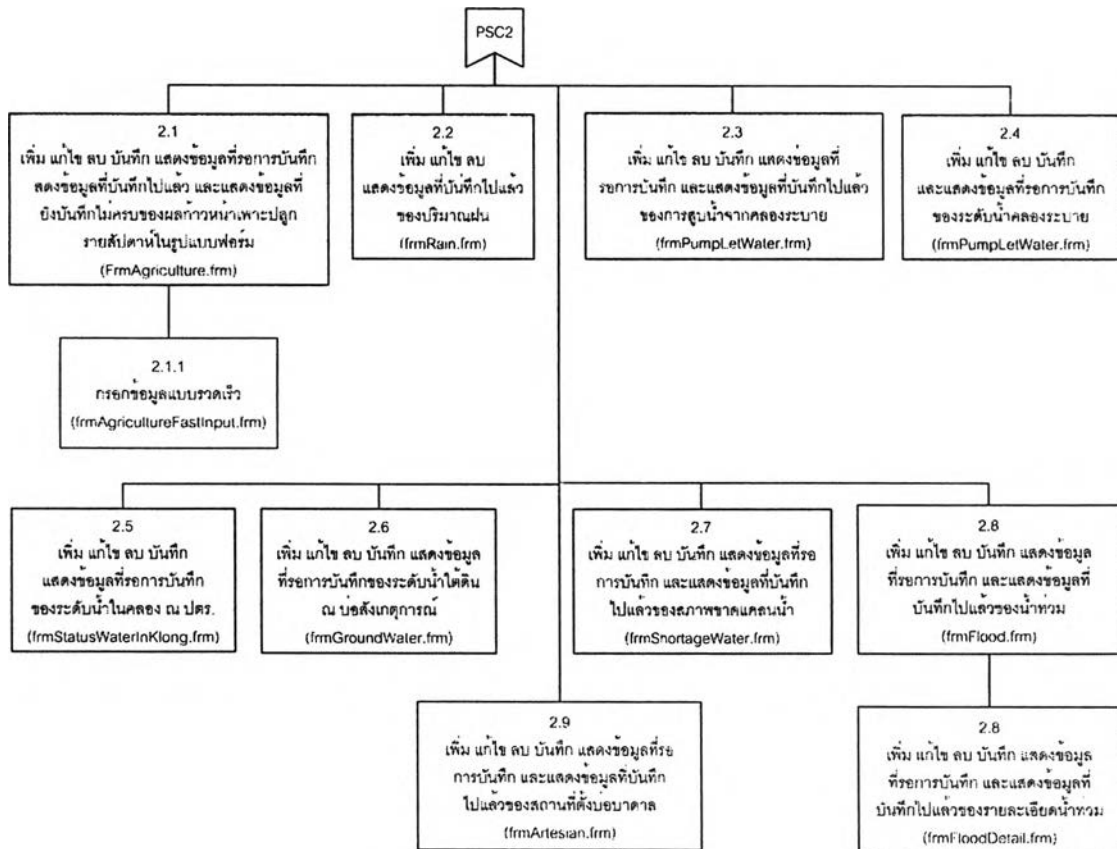 PSC2
2.1
เพิ่ม แก้ไข ลบ บันทึก แสดงข้อมูลที่รอการบันทึก
สดงข้อมูลที่บันทึกไปแล้ว และแสดงข้อมูลที่
ยังบันทึกไม่ครบของผลก้าวหน้าเพาะปลูก
รายสัปดาห์ในรูปแบบฟอร์ม
(FrmAgriculture.frm)
2.2
เพิ่ม แก้ไข ลบ
แสดงข้อมูลที่บันทึกไปแล้ว
ของปริมาณฝน
(frmRain.frm)
2.3
เพิ่ม แก้ไข ลบ บันทึก แสดงข้อมูลที่
รอการบันทึก และแสดงข้อมูลที่บันทึกไปแล้ว
ของการสูบน้ำจากคลองระบาย
(frmPumpLetWater.frm)
2.4
เพิ่ม แก้ไข ลบ บันทึก
และแสดงข้อมูลที่รอการบันทึก
ของระดับน้ำคลองระบาย
(frmPumpLetWater.frm)
2.1.1
กรอกข้อมูลแบบรวดเร็ว
(frmAgricultureFastInput.frm)
2.5
เพิ่ม แก้ไข ลบ บันทึก
แสดงข้อมูลที่รอการบันทึก
ของระดับน้ำในคลอง ณ ปตร.
(frmStatusWaterInKlong.frm)
2.6
เพิ่ม แก้ไข ลบ บันทึก แสดงข้อมูล
ที่รอการบันทึกของระดับน้ำใต้ดิน
ณ บ่อสังเกตุการณ์
(frmGroundWater.frm)
2.7
เพิ่ม แก้ไข ลบ บันทึก แสดงข้อมูลที่รอ
การบันทึก และแสดงข้อมูลที่บันทึก
ไปแล้วของสภาพขาดแคลนน้ำ
(frmShortageWater.frm)
2.8
เพิ่ม แก้ไข ลบ บันทึก แสดงข้อมูล
ที่รอการบันทึก และแสดงข้อมูลที่
บันทึกไปแล้วของน้ำท่วม
(frmFlood.frm)
2.9
เพิ่ม แก้ไข ลบ บันทึก แสดงข้อมูลที่รอ
การบันทึก และแสดงข้อมูลที่บันทึก
ไปแล้วของสถานที่ตั้งบ่อบาดาล
(frmArtesian.frm)
2.8
เพิ่ม แก้ไข ลบ บันทึก แสดงข้อมูล
ที่รอการบันทึก และแสดงข้อมูลที่
บันทึกไปแล้วของรายละเอียดน้ำท่วม
(frmFloodDetail.frm)